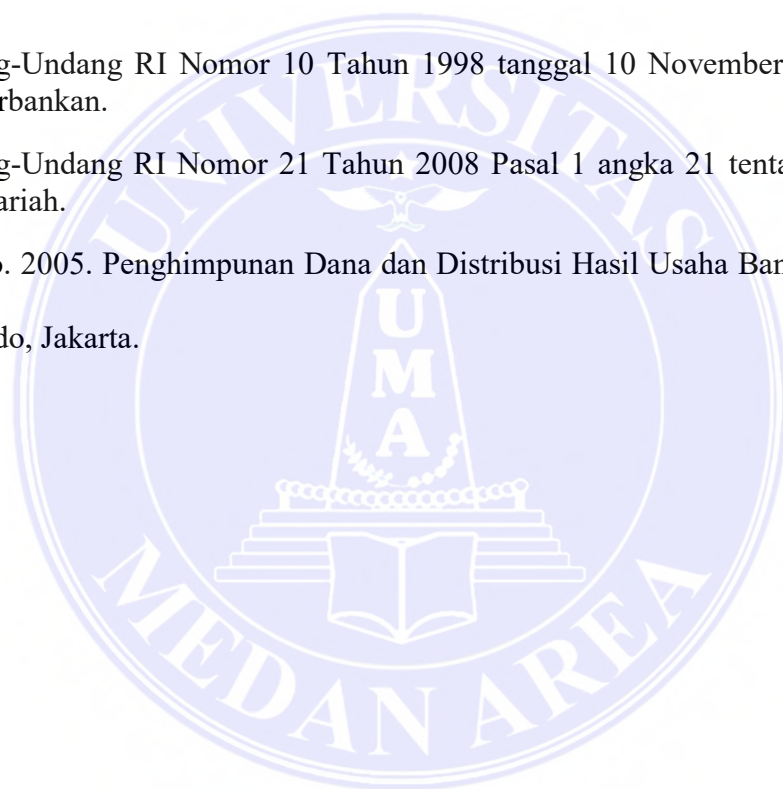 g-Undang RI Nomor 10 Tahun 1998 tanggal 10 November
rbankan.
g-Undang RI Nomor 21 Tahun 2008 Pasal 1 angka 21 tenta
ariah.
o. 2005. Penghimpunan Dana dan Distribusi Hasil Usaha Ban
do, Jakarta.
UNIVERSITAS
UMA
MEDAN AREA